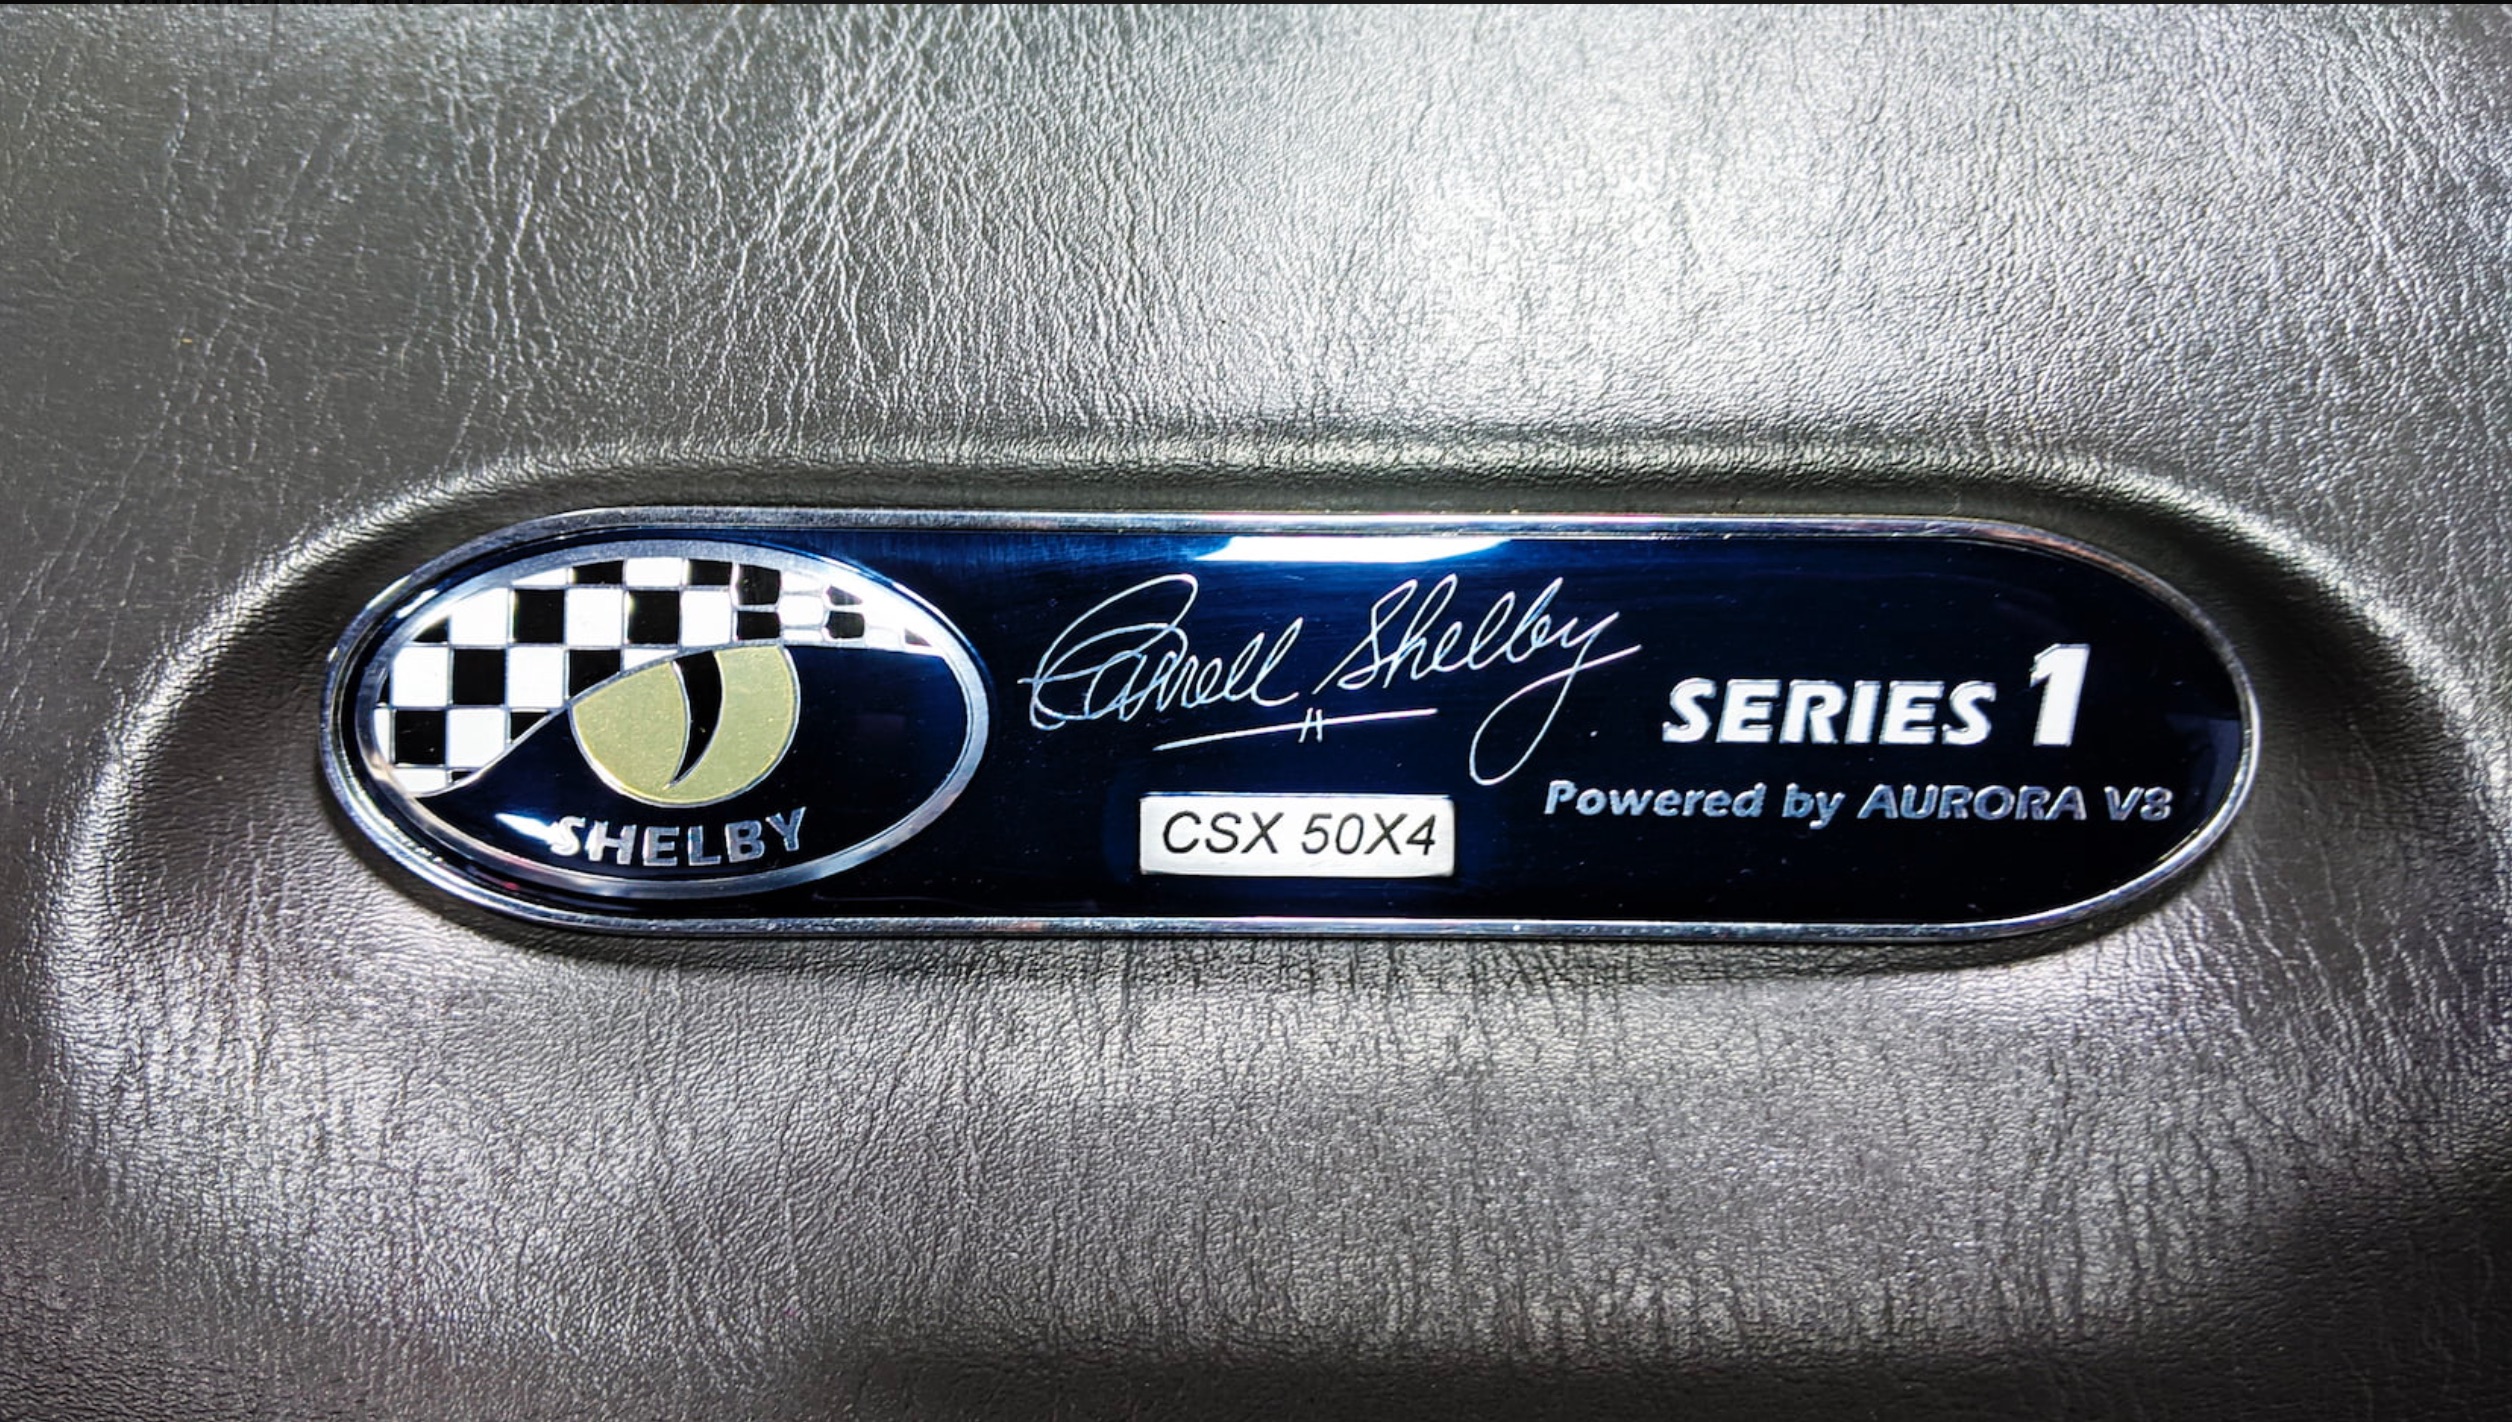 SHELBY
Carroll Shelby
CSX 50X4
SERIES 1
Powered by AURORA V8